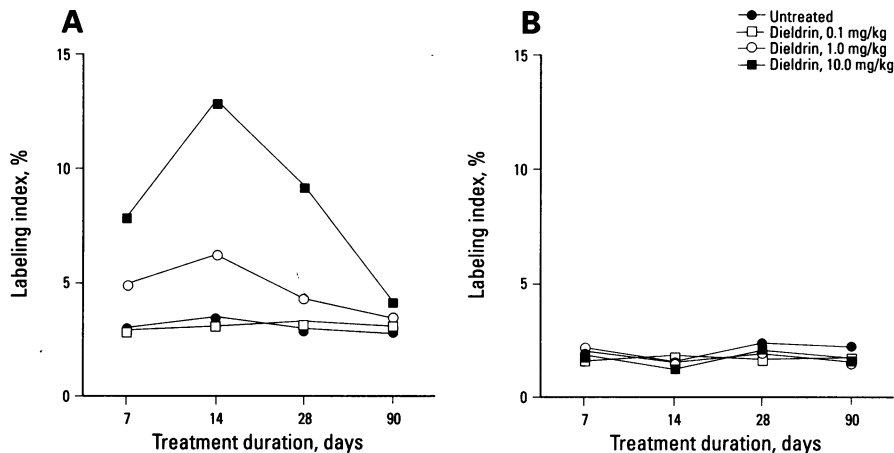 A
15
10
5
0
Labeling index, %
7 14 28 90
Treatment duration, days
B
Untreated
Dieldrin, 0.1 mg/kg
Dieldrin, 1.0 mg/kg
Dieldrin, 10.0 mg/kg
15
10
5
0
Labeling index, %
7 14 28 90
Treatment duration, days